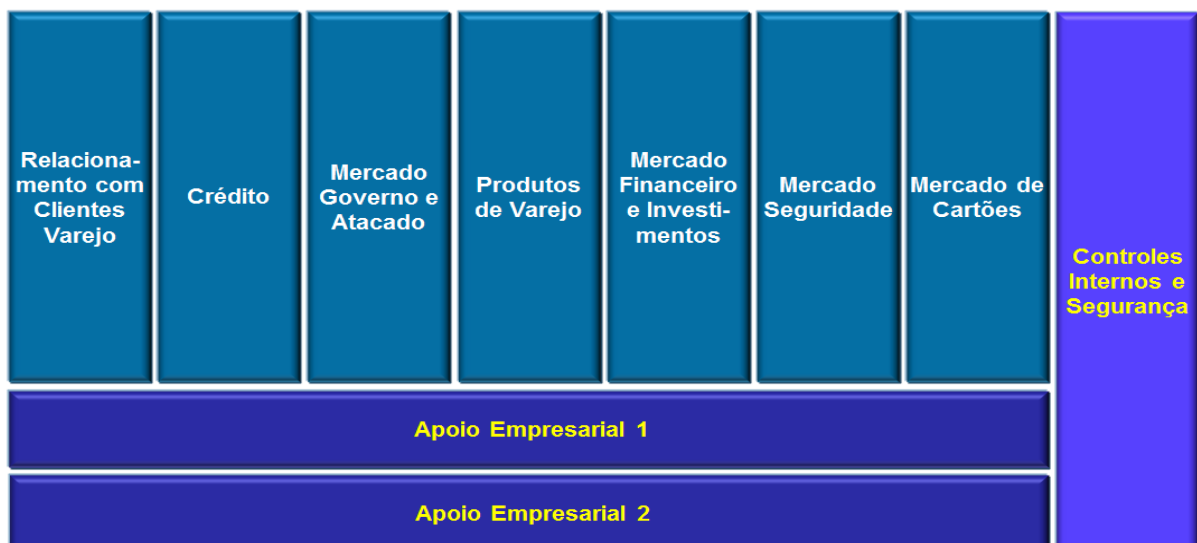 Relaciona-
mento com
Clientes
Varejo
Crédito
Mercado
Governo e
Atacado
Produtos
de Varejo
Mercado
Financeiro
e Investi-
mentos
Mercado
Seguridade
Mercado de
Cartões
Controles
Internos e
Segurança
Apoio Empresarial 1
Apoio Empresarial 2